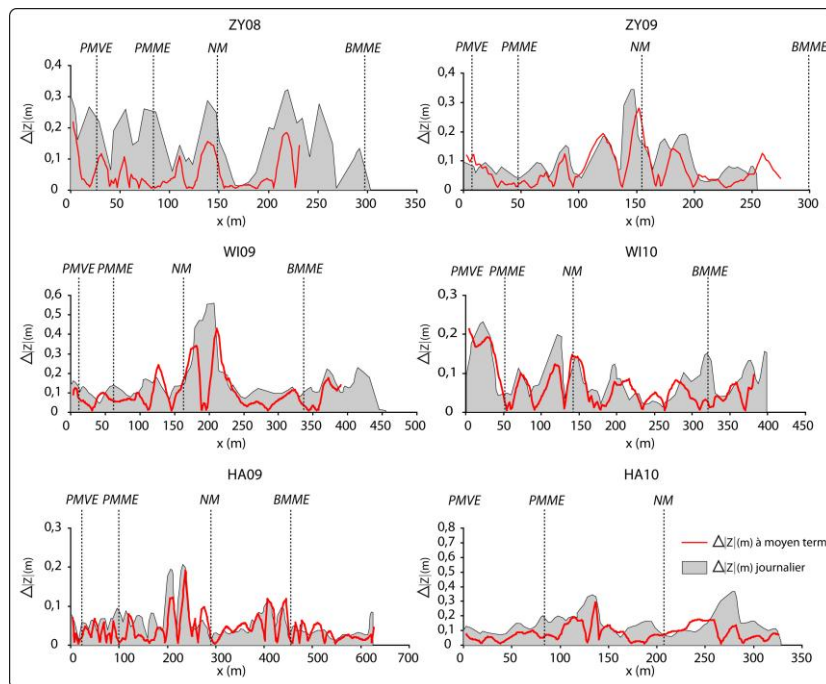 ZY08
PMVE PMME NM BMME
0,4
0,3
0,2
0,1
0
Δ|Z|(m)
0 50 100 150 200 250 300 350
x (m)
ZY09
PMVE PMME NM BMME
0,4
0,3
0,2
0,1
0
Δ|Z|(m)
0 50 100 150 200 250 300
x (m)
WI09
PMVE PMME NM BMME
0,6
0,5
0,4
0,3
0,2
0,1
0
Δ|Z|(m)
0 50 100 150 200 250 300 350 400 450 500
x (m)
WI10
PMVE PMME NM BMME
0,3
0,2
0,1
0
Δ|Z|(m)
0 50 100 150 200 250 300 350 400 450
x (m)
HA09
PMVE PMME NM BMME
0,3
0,2
0,1
0
Δ|Z|(m)
0 100 200 300 400 500 600 700
x (m)
HA10
PMVE PMME NM
0,8
0,7
0,6
0,5
0,4
0,3
0,2
0,1
0
Δ|Z|(m)
0 50 100 150 200 250 300 350
x (m)
Δ|Z|(m) à moyen term
Δ|Z|(m) journalier